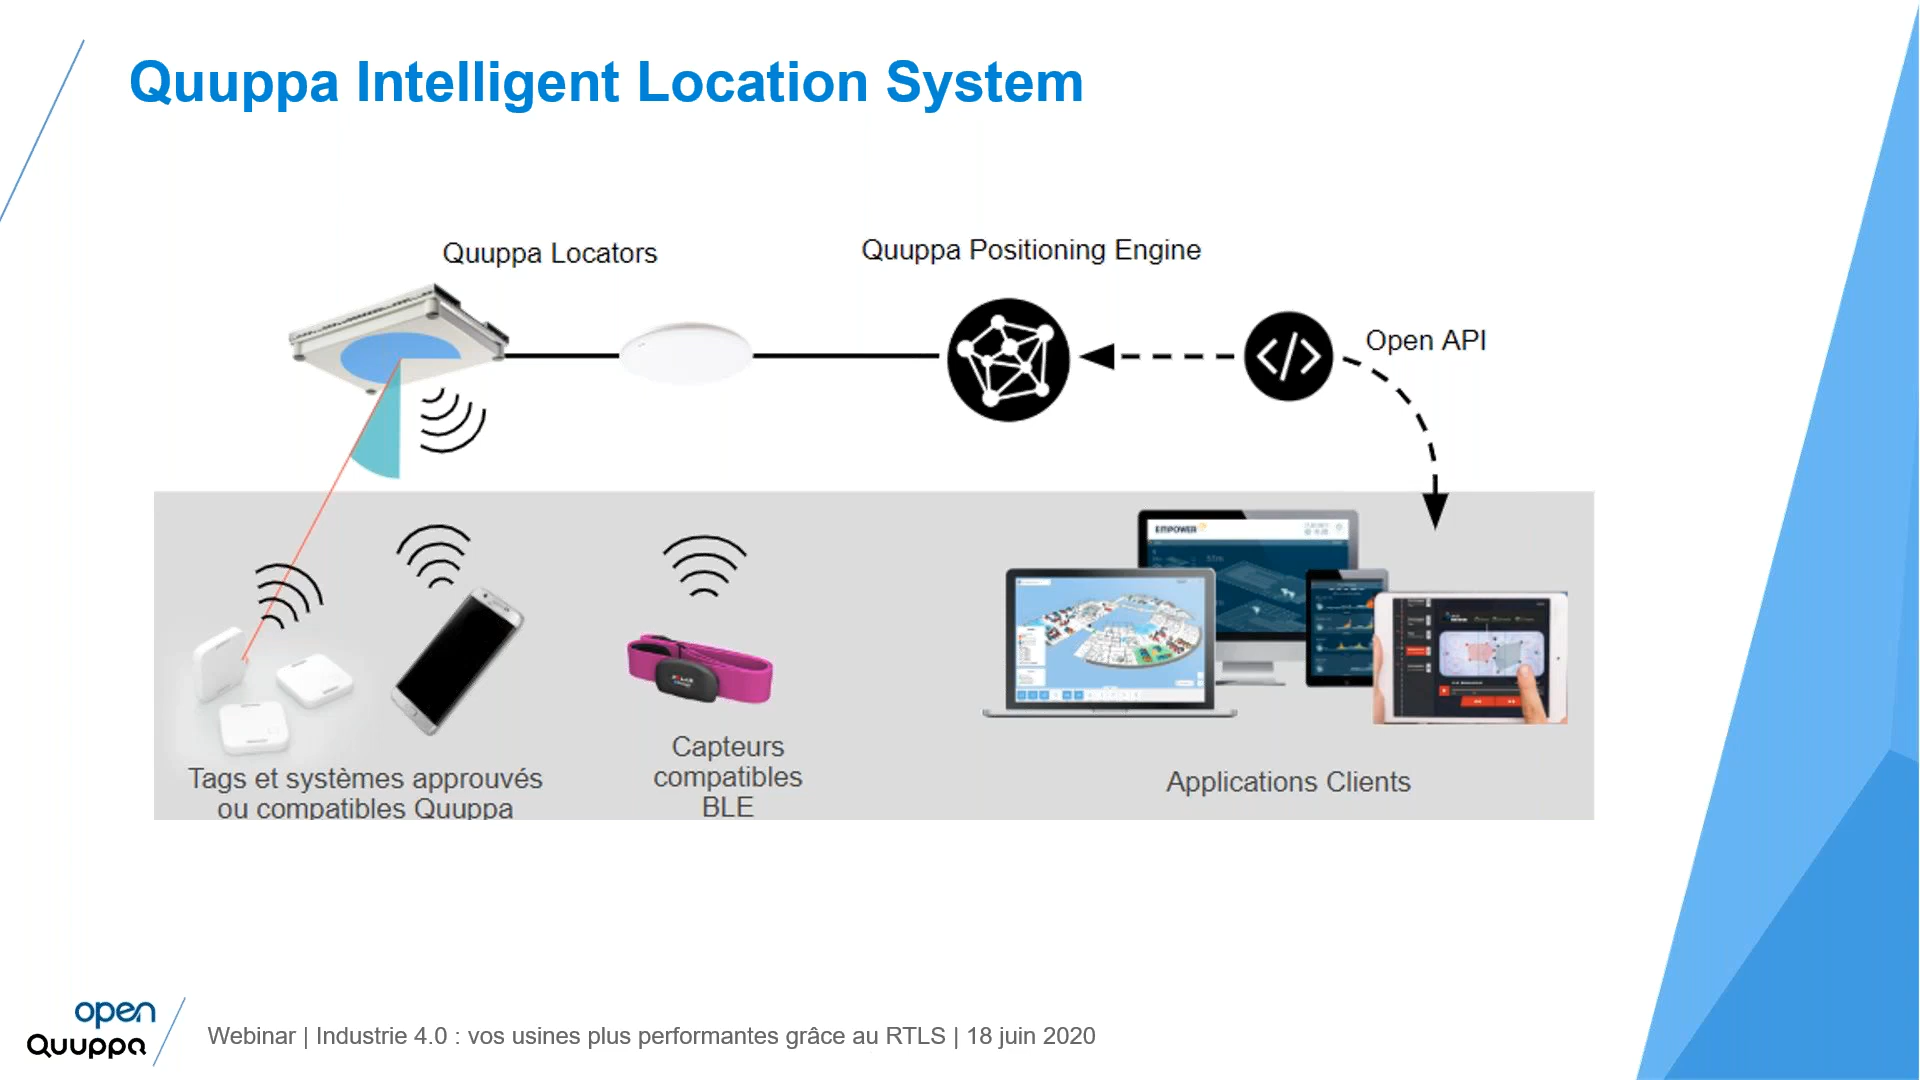 Quuppa Intelligent Location System
Quuppa Locators
Quuppa Positioning Engine
Open API
EMPOWER
POLAR
Tags et systèmes approuvés
ou compatibles Quuppa
Capteurs
compatibles
BLE
Applications Clients
open
Quuppa
Webinar | Industrie 4.0 : vos usines plus performantes grâce au RTLS | 18 juin 2020